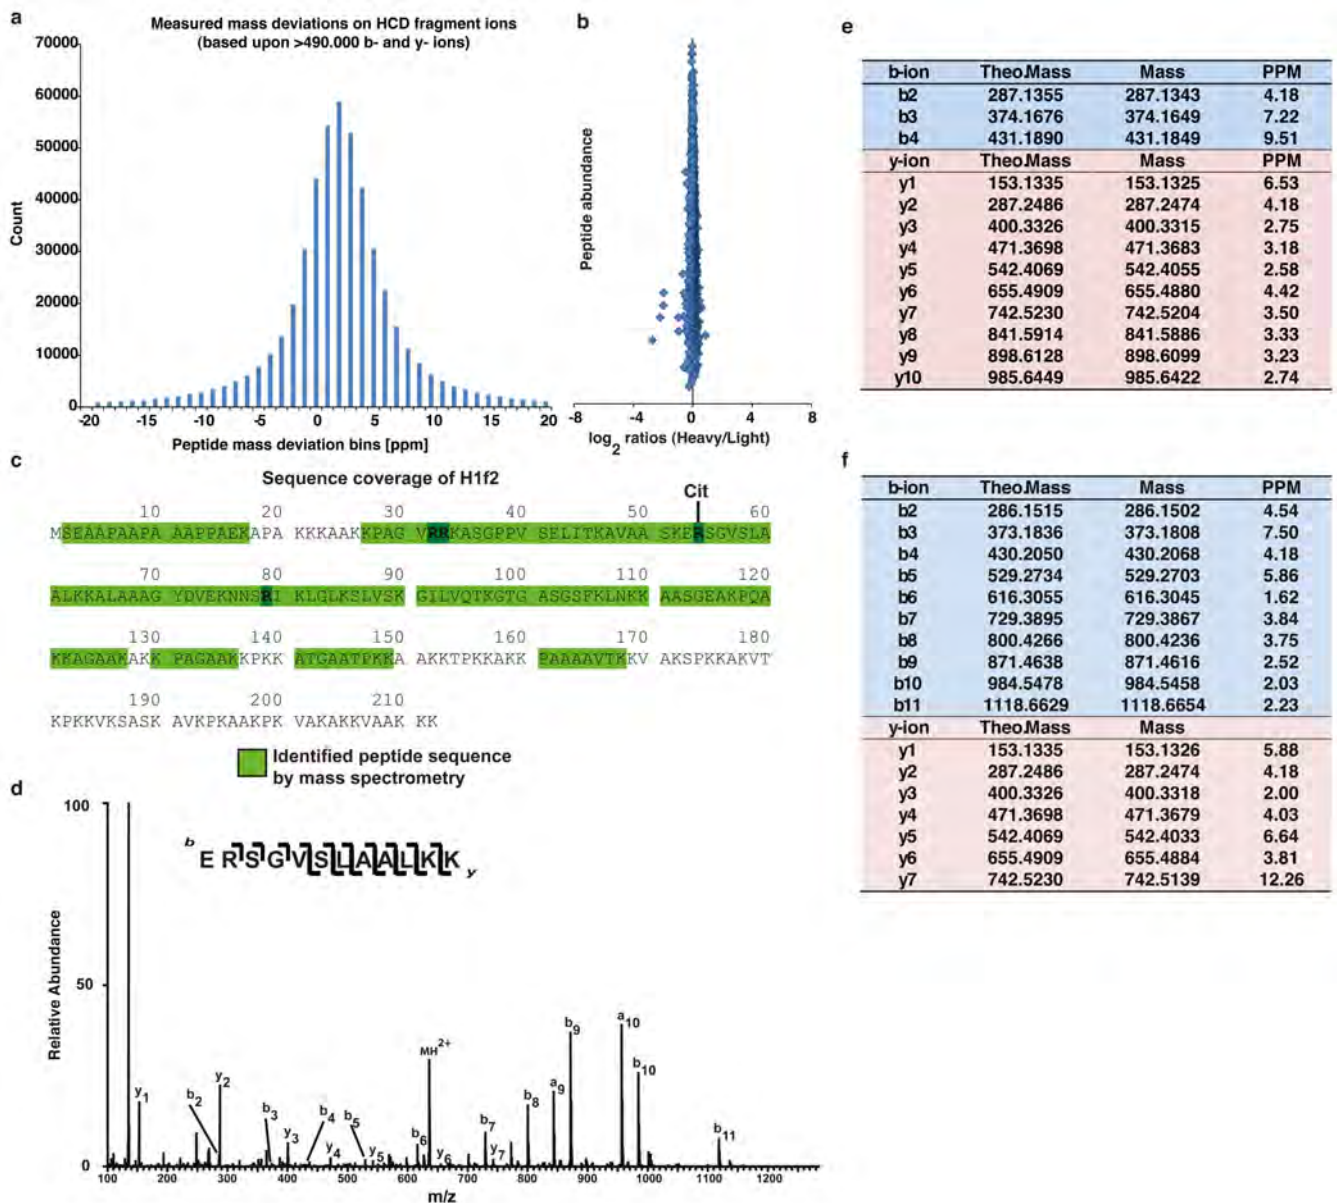 a
Measured mass deviations on HCD fragment ions
(based upon >490.000 b- and y- ions)
70000
60000
50000
40000
30000
20000
10000
0
Count
-20 -15 -10 -5 0 5 10 15 20
Peptide mass deviation bins [ppm]
b
Peptide abundance
-8 -4 0 4 8
log2 ratios (Heavy/Light)
c
Sequence coverage of H1f2
Cit
10 20 30 40 50 60
MSEAAPAAPA AAPPAEKAPA KKKAAKKPAG VRRKASGPPV SELITKAVAA SKERSGVSLA
70 80 90 100 110 120
ALKKALAAAG YDVEKNNSRI KLGLKSLVSK GILVQTKGTG ASGSFKLNKK AASGEAKPQA
130 140 150 160 170 181
KKAGAAKAKK PAGAAKKPKK ATGAATPKKA AKKTPKKAKK PAAAAVTKKV AKSPKKAKVT
190 200 210
KPKKVKSASK AVKPKAAKPK VAKAKKVAAK KK
Identified peptide sequence
by mass spectrometry
d
100
50
0
Relative Abundance
b E R S G V S L A A L K K y
y1 b2 y2 b3 y3 b4 y4 b5 y5 b6 MH2+ y6 b7 y7 b8 a9 b9 a10 b10 b11
100 200 300 400 500 600 700 800 900 1000 1100 1200
m/z
e
b-ion Theo.Mass Mass PPM
b2 287.1355 287.1343 4.18
b3 374.1676 374.1649 7.22
b4 431.1890 431.1849 9.51
y-ion Theo.Mass Mass PPM
y1 153.1335 153.1325 6.53
y2 287.2486 287.2474 4.18
y3 400.3326 400.3315 2.75
y4 471.3698 471.3683 3.18
y5 542.4069 542.4055 2.58
y6 655.4909 655.4880 4.42
y7 742.5230 742.5204 3.50
y8 841.5914 841.5886 3.33
y9 898.6128 898.6099 3.23
y10 985.6449 985.6422 2.74
f
b-ion Theo.Mass Mass PPM
b2 286.1515 286.1502 4.54
b3 373.1836 373.1808 7.50
b4 430.2050 430.2068 4.18
b5 529.2734 529.2703 5.86
b6 616.3055 616.3045 1.62
b7 729.3895 729.3867 3.84
b8 800.4266 800.4236 3.75
b9 871.4638 871.4616 2.52
b10 984.5478 984.5458 2.03
b11 1118.6629 1118.6654 2.23
y-ion Theo.Mass Mass
y1 153.1335 153.1326 5.88
y2 287.2486 287.2474 4.18
y3 400.3326 400.3318 2.00
y4 471.3698 471.3679 4.03
y5 542.4069 542.4033 6.64
y6 655.4909 655.4884 3.81
y7 742.5230 742.5139 12.26